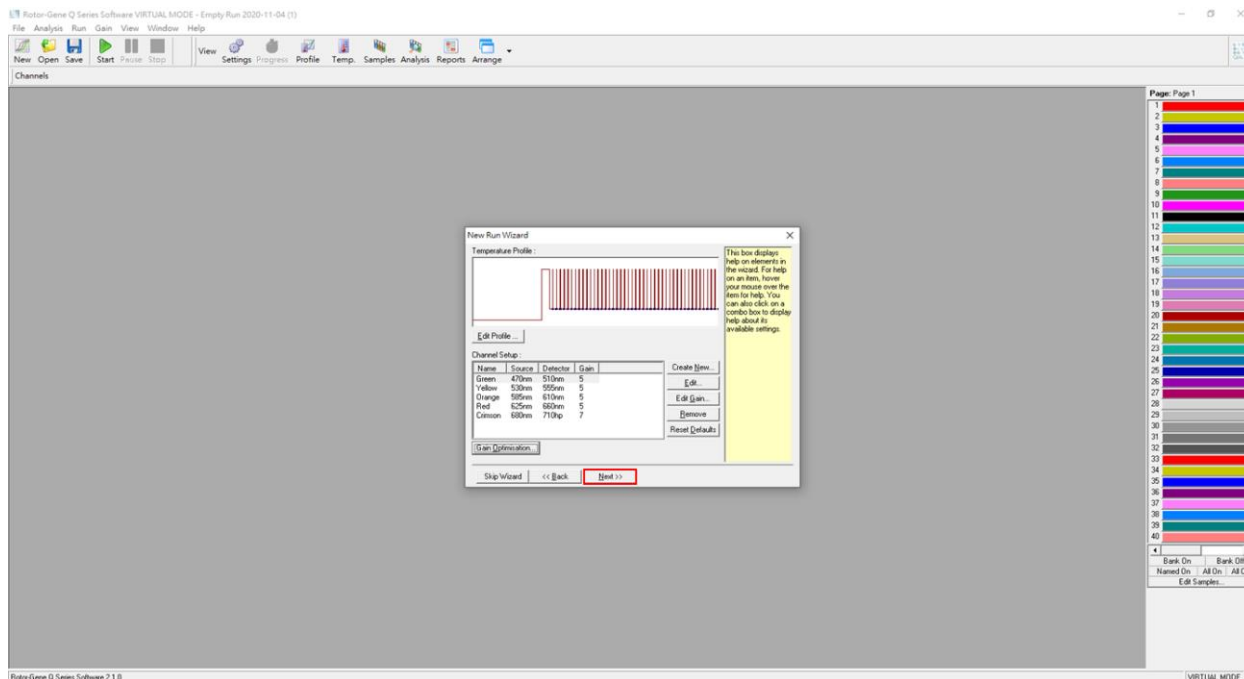 Rotor-Gene Q Series Software VIRTUAL MODE - Empty Run 2020-11-04 (1)
File Analysis Run Gain View Window Help
New Open Save Start Pause Stop View Settings Progress Profile Temp. Samples Analysis Reports Arrange
Channels
Page: Page 1
1
2
3
4
5
6
7
8
9
10
11
12
13
14
15
16
17
18
19
20
21
22
23
24
25
26
27
28
29
30
31
32
33
34
35
36
37
38
39
40
Bank On Bank Off
Named On All On All O
Edit Samples...
New Run Wizard
Temperature Profile :
Edit Profile ...
Channel Setup :
Name Source Detector Gain
Green 470nm 510nm 5
Yellow 530nm 555nm 5
Orange 585nm 610nm 5
Red 625nm 660nm 5
Crimson 680nm 710hp 7
Create New...
Edit...
Edit Gain...
Remove
Reset Defaults
Gain Optimisation...
This box displays
help on elements in
the wizard. For help
on an item, hover
your mouse over the
item for help. You
can also click on a
combo box to display
help about its
available settings.
Skip Wizard << Back Next >>
Rotor-Gene Q Series Software 2.1.0 VIRTUAL MODE